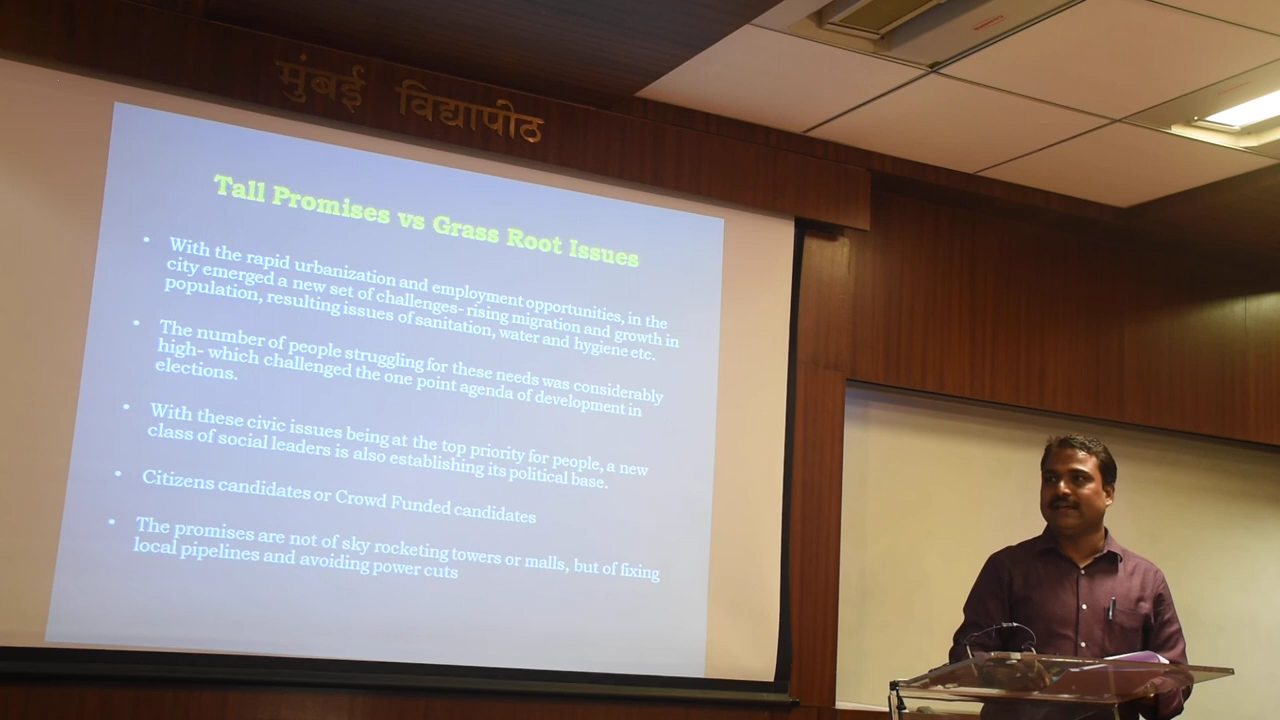 मुंबई विद्यापीठ
Tall Promises vs Grass Root Issues
• With the rapid urbanization and employment opportunities, in the
city emerged a new set of challenges- rising migration and growth in
population, resulting issues of sanitation, water and hygiene etc.
• The number of people struggling for these needs was considerably
high- which challenged the one point agenda of development in
elections.
• With these civic issues being at the top priority for people, a new
class of social leaders is also establishing its political base.
• Citizens candidates or Crowd Funded candidates
• The promises are not of sky rocketing towers or malls, but of fixing
local pipelines and avoiding power cuts